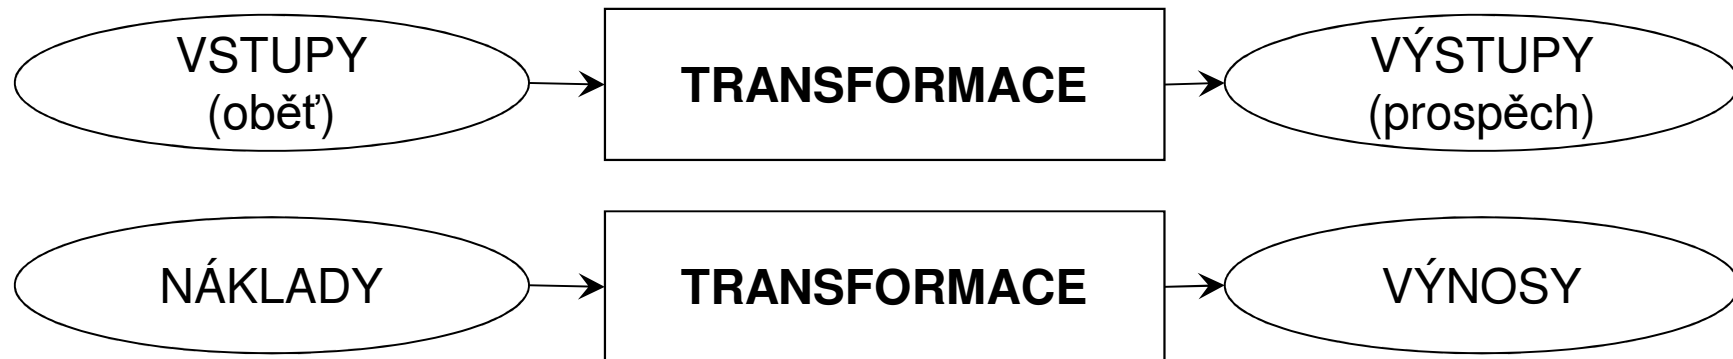 VSTUPY
(oběť)
TRANSFORMACE
VÝSTUPY
(prospěch)
NÁKLADY
TRANSFORMACE
VÝNOSY